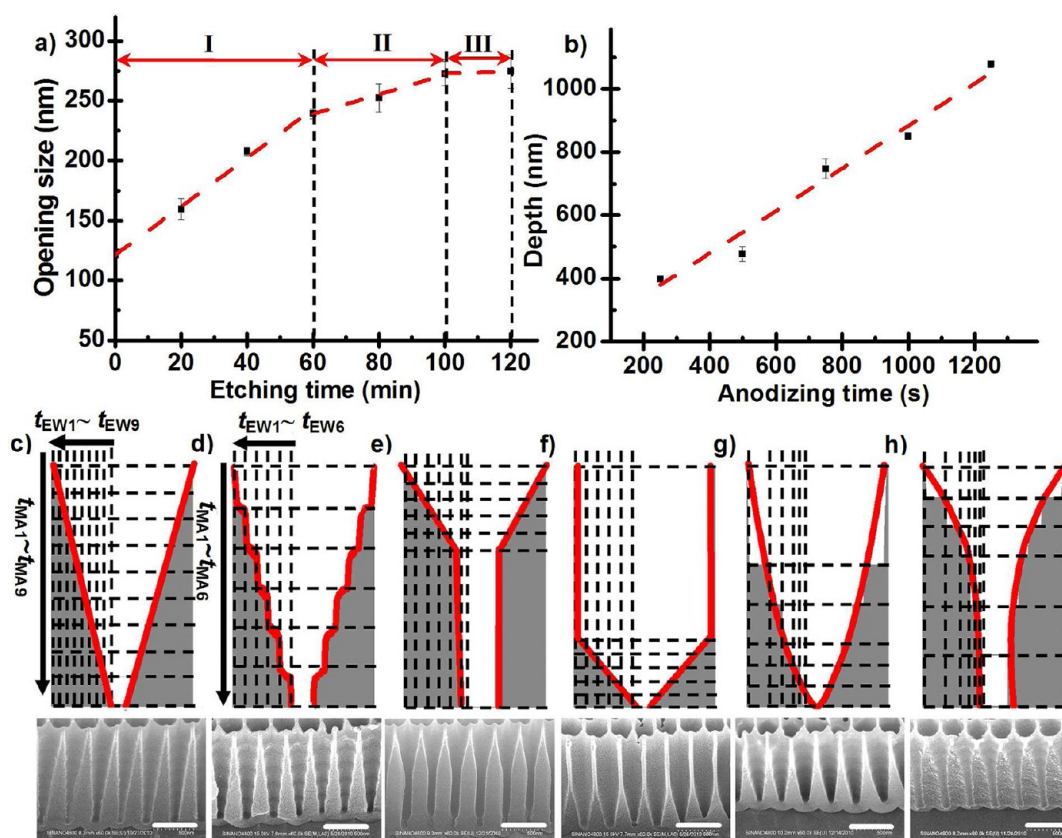 a)
I
II
III
300
250
200
150
100
50
Opening size (nm)
0
20
40
60
80
100
120
Etching time (min)
b)
1000
800
600
400
200
Depth (nm)
200
400
600
800
1000
1200
Anodizing time (s)
c)
tEW1~ tEW9
tMA1~tMA9
d)
tEW1~ tEW6
tMA1~tMA6
e)
f)
g)
h)